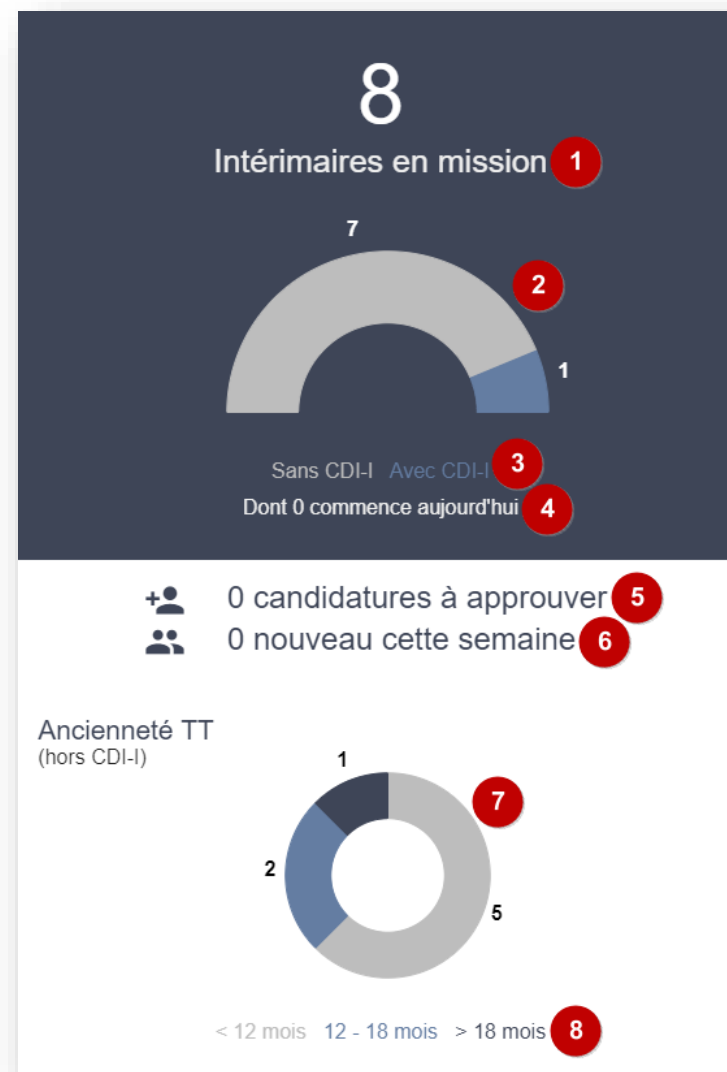 8
Intérimaires en mission 1
7
2
1
Sans CDI-I Avec CDI-I 3
Dont 0 commence aujourd'hui 4
0 candidatures à approuver 5
0 nouveau cette semaine 6
Ancienneté TT
(hors CDI-I)
1
7
2
5
< 12 mois 12 - 18 mois > 18 mois 8